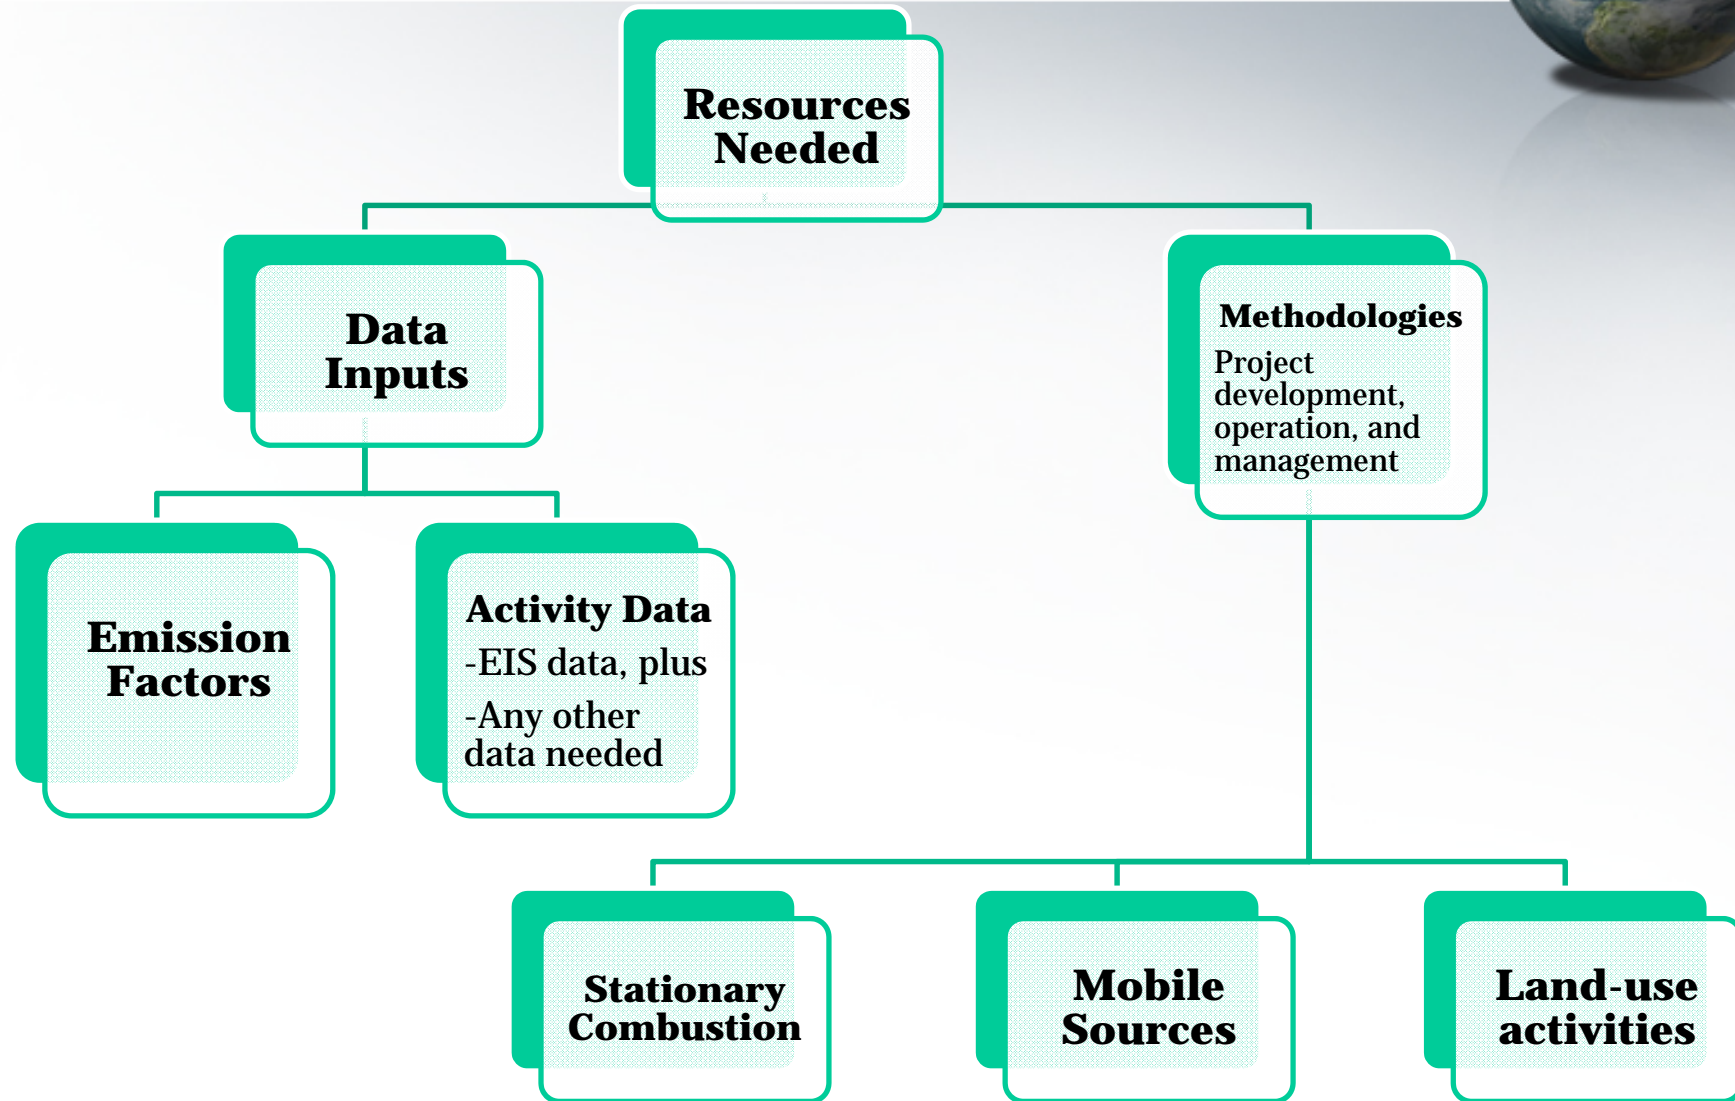 Resources
Needed
Data
Inputs
Methodologies
Project
development,
operation, and
management
Emission
Factors
Activity Data
-EIS data, plus
-Any other
data needed
Stationary
Combustion
Mobile
Sources
Land-use
activities